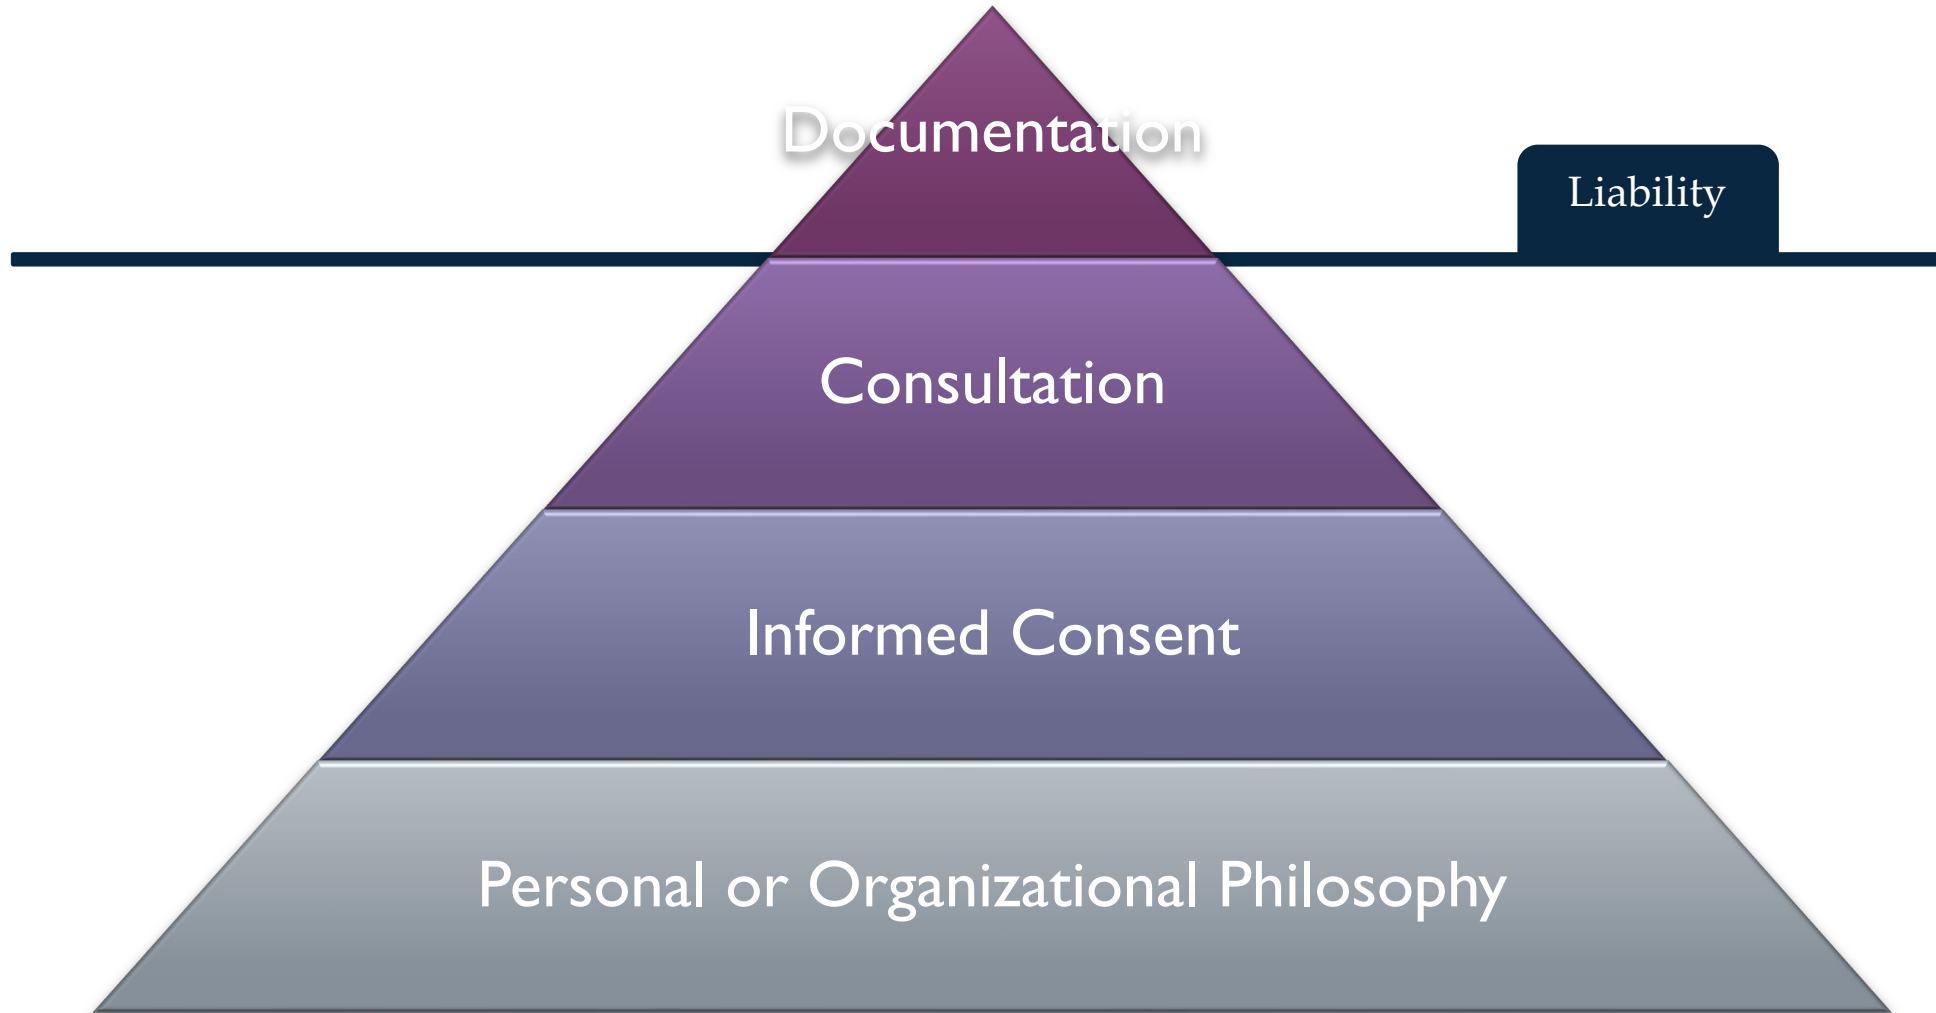 Documentation
Liability
Consultation
Informed Consent
Personal or Organizational Philosophy